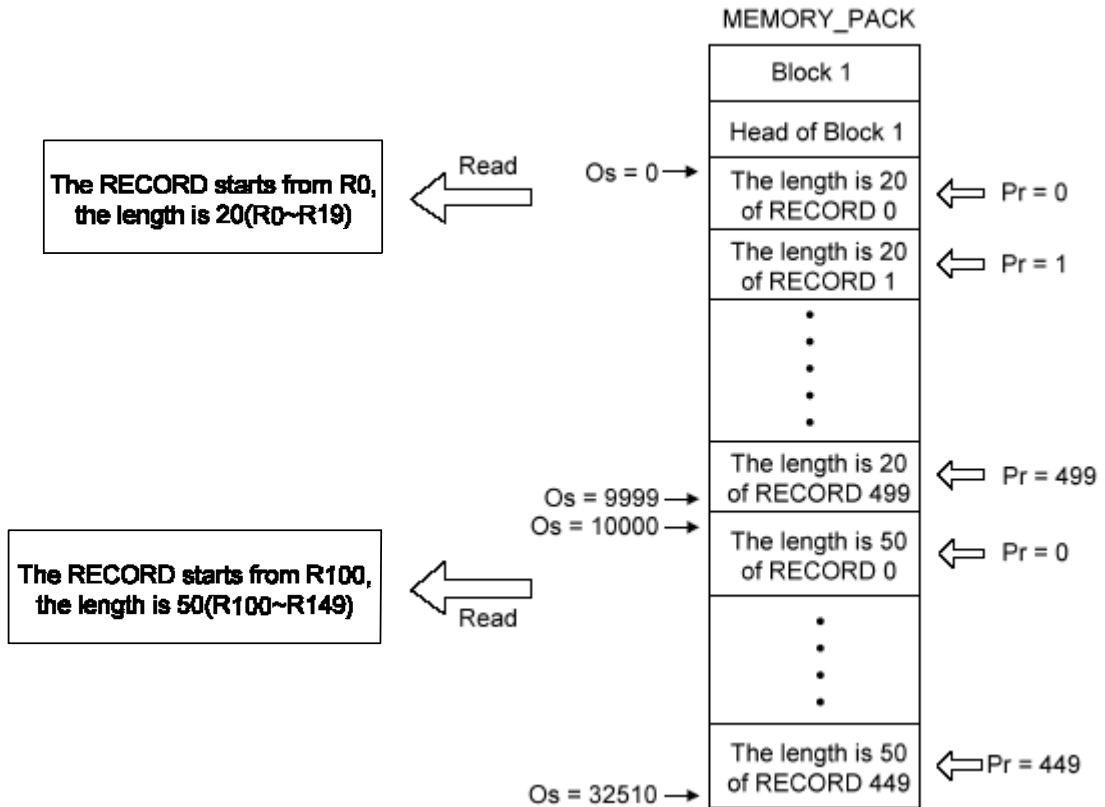 MEMORY_PACK
Block 1
Head of Block 1
The RECORD starts from R0,
the length is 20(R0~R19)
Read
Os = 0
The length is 20
of RECORD 0
Pr = 0
The length is 20
of RECORD 1
Pr = 1
The length is 20
of RECORD 499
Pr = 499
Os = 9999
Os = 10000
The length is 50
of RECORD 0
Pr = 0
The RECORD starts from R100,
the length is 50(R100~R149)
Read
The length is 50
of RECORD 449
Pr = 449
Os = 32510